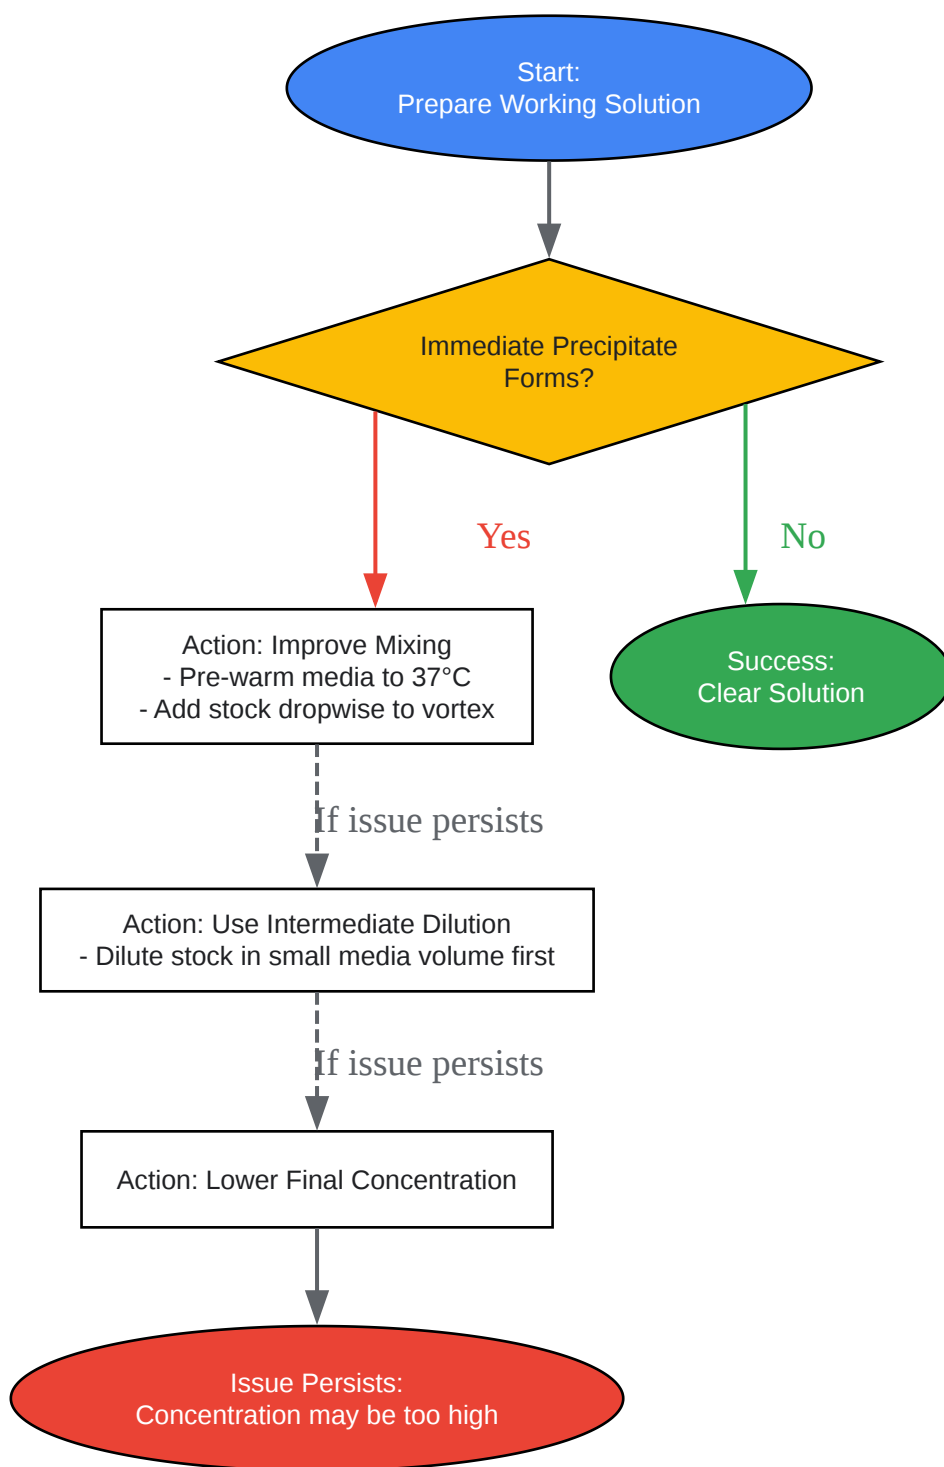 Start:
Prepare Working Solution
Immediate Precipitate
Forms?
Yes
No
Action: Improve Mixing
- Pre-warm media to 37°C
- Add stock dropwise to vortex
Success:
Clear Solution
If issue persists
Action: Use Intermediate Dilution
- Dilute stock in small media volume first
If issue persists
Action: Lower Final Concentration
Issue Persists:
Concentration may be too high